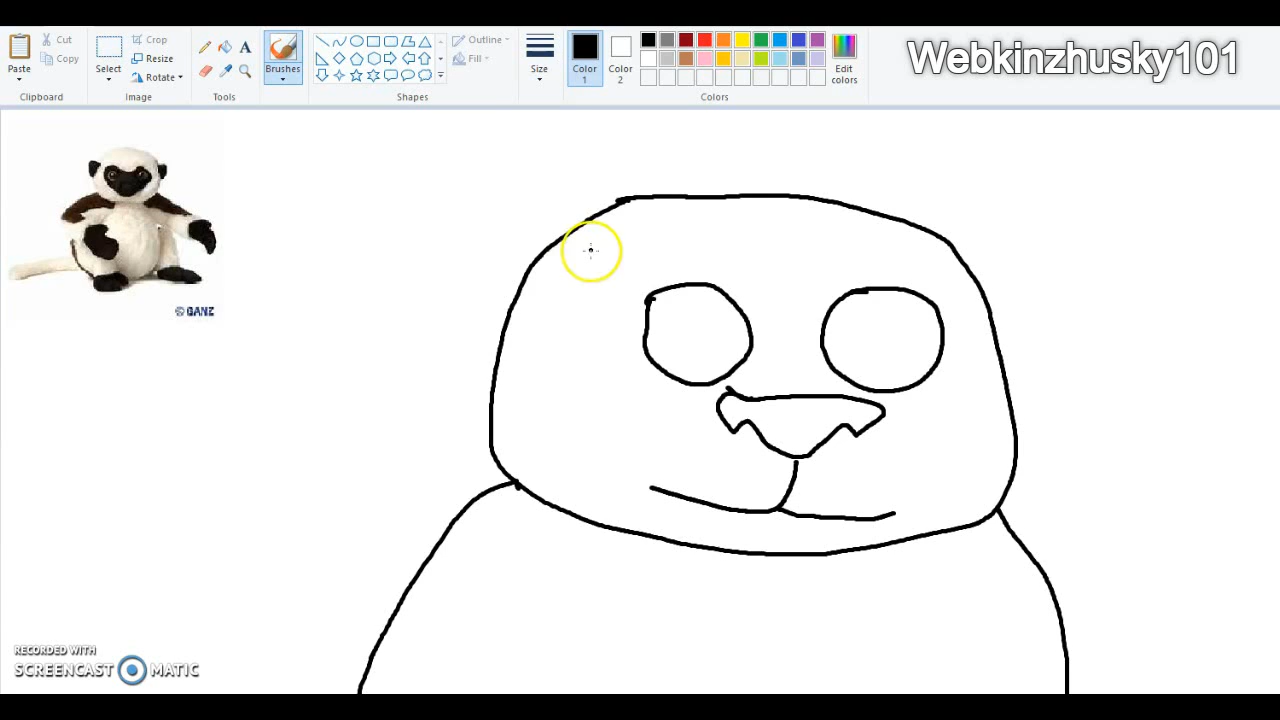 Paste
Cut
Copy
Clipboard
Select
Crop
Resize
Rotate
Image
A
Tools
Brushes
Outline
Fill
Shapes
Size
Color
1
Color
2
Edit
colors
Colors
Webkinzhusky101
GANZ
RECORDED WITH
SCREENCAST MATIC